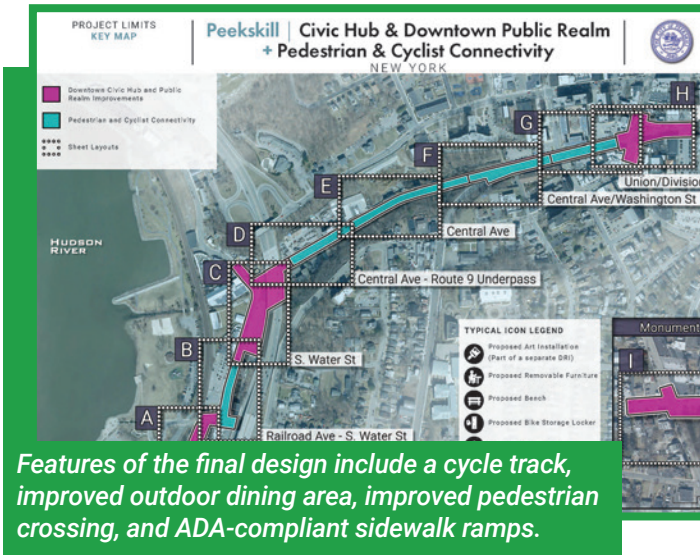 PROJECT LIMITS
KEY MAP
Peekskill | Civic Hub & Downtown Public Realm
+ Pedestrian & Cyclist Connectivity
NEW YORK
Downtown Civic Hub and Public
Realm Improvements
Pedestrian and Cyclist Connectivity
Sheet Layouts
H
G
F
E
D
C
B
A
HUDSON
RIVER
Union/Division
Central Ave/Washington St
Central Ave
Central Ave - Route 9 Underpass
S. Water St
Railroad Ave - S. Water St
TYPICAL ICON LEGEND
Proposed Art Installation
(Part of a separate DRI)
Proposed Removable Furniture
Proposed Bench
Proposed Bike Storage Locker
Monument
I
Features of the final design include a cycle track,
improved outdoor dining area, improved pedestrian
crossing, and ADA-compliant sidewalk ramps.